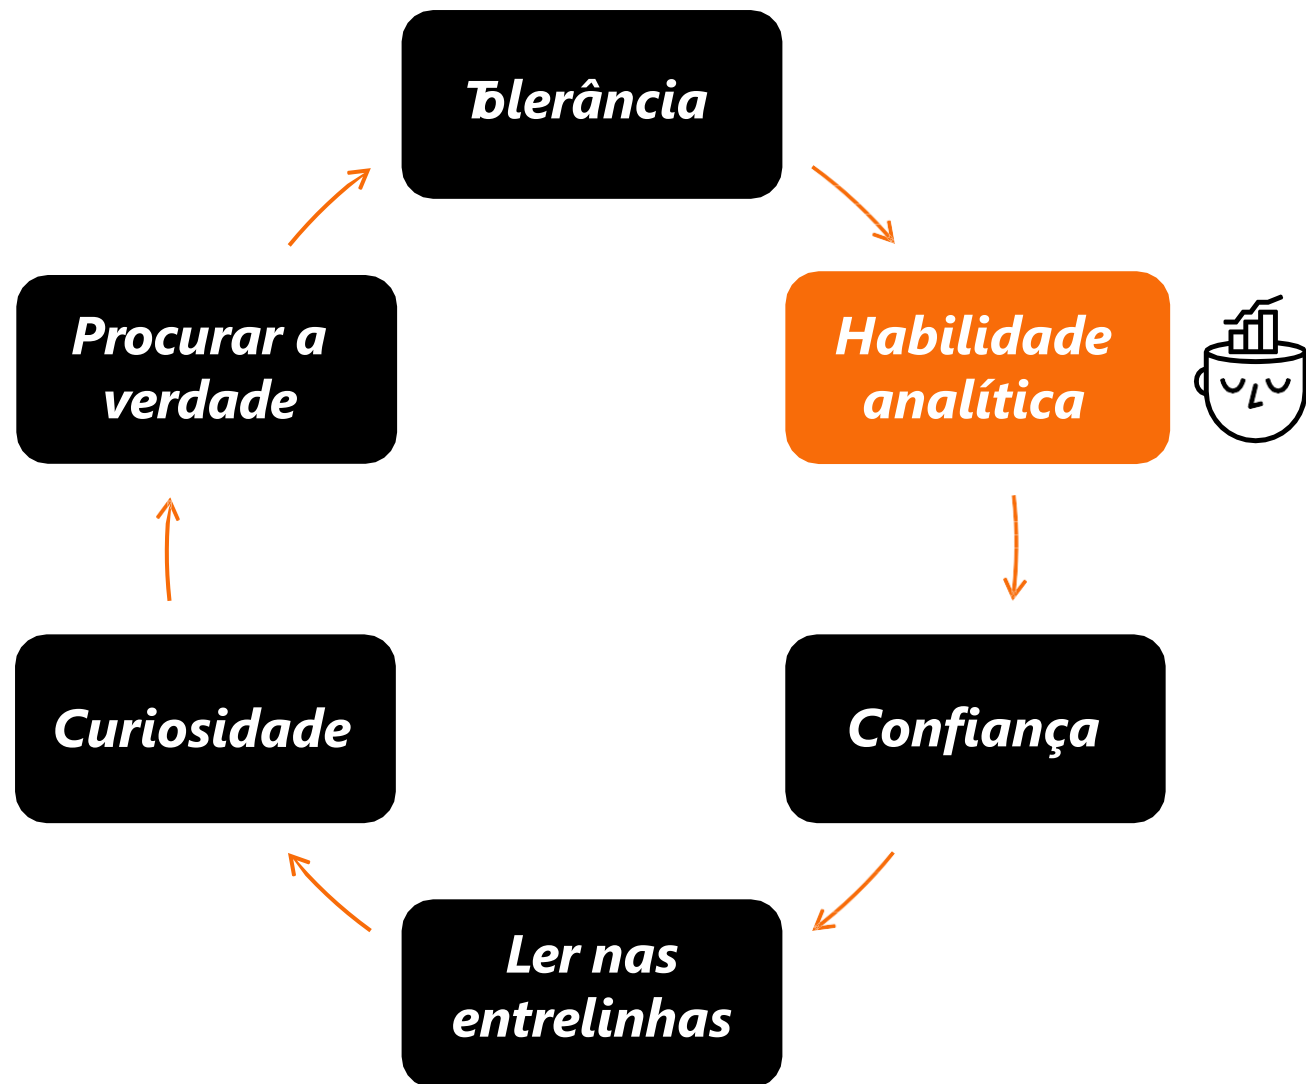 Tolerância
Habilidade
analítica
Confiança
Ler nas
entrelinhas
Curiosidade
Procurar a
verdade